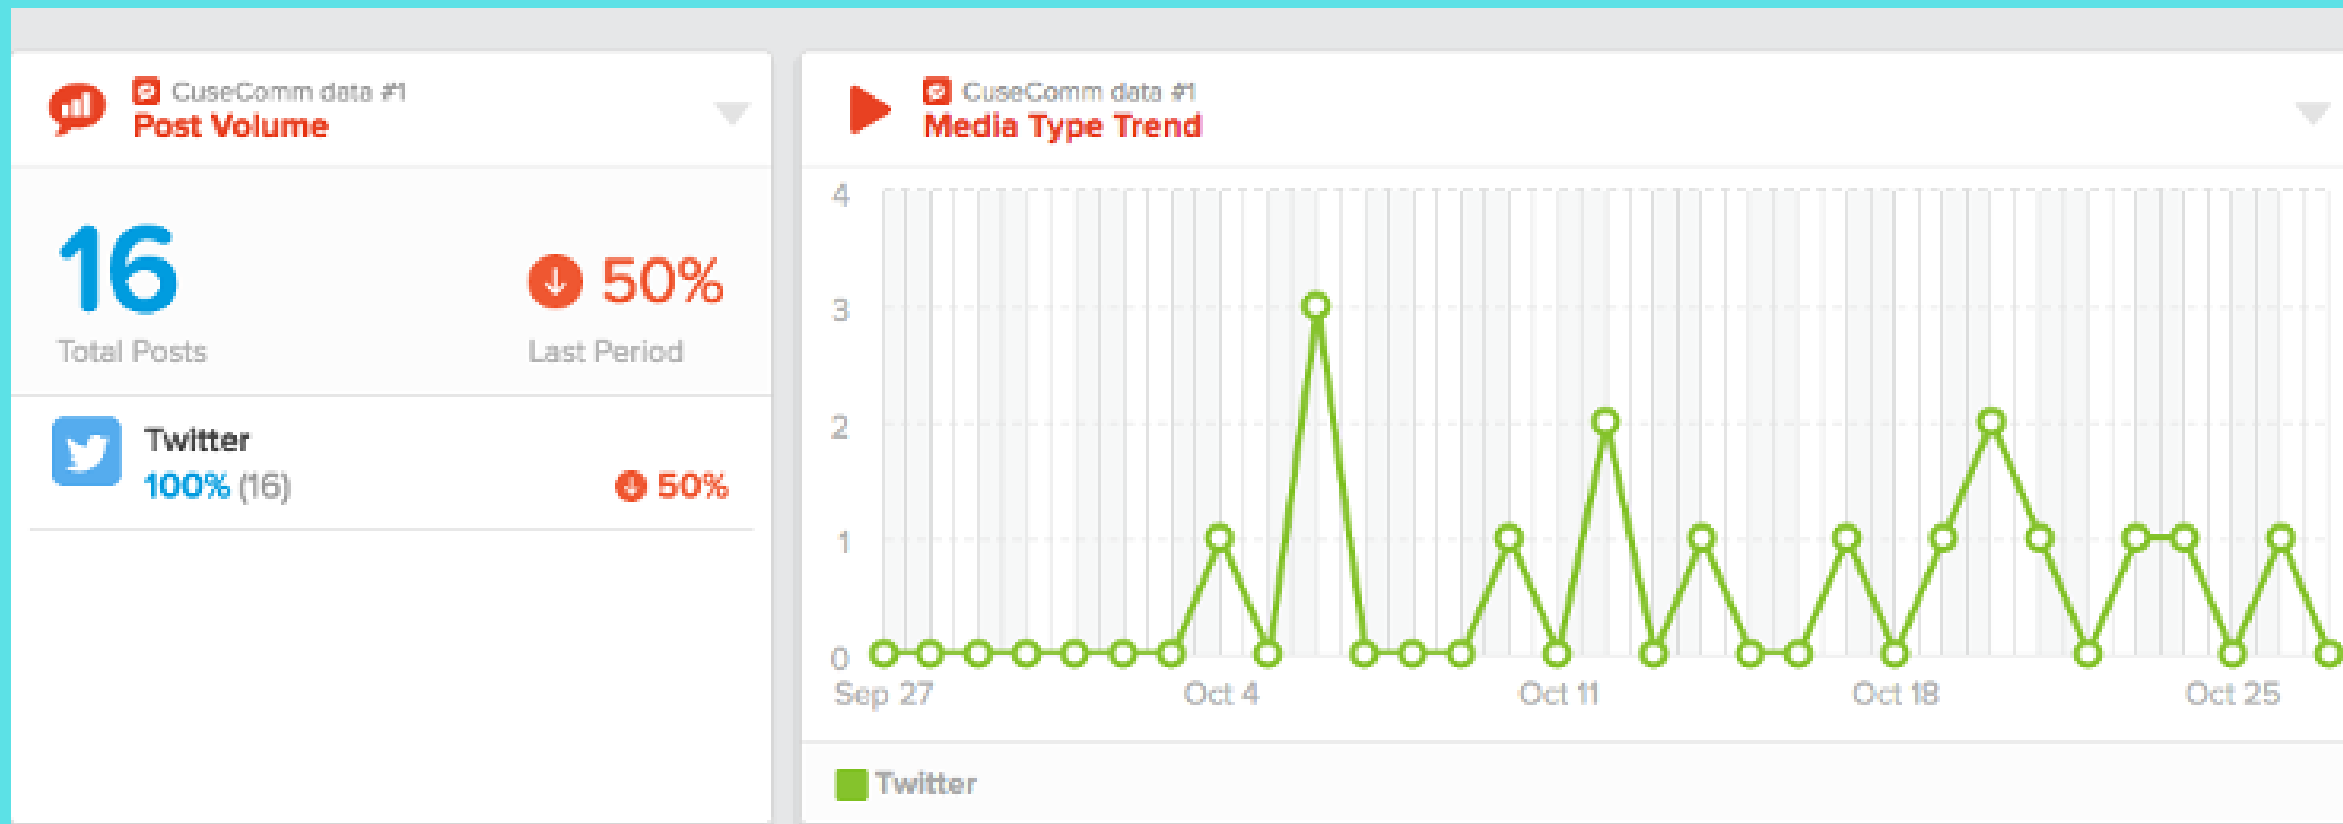 CuseComm data #1
Post Volume
16
50%
Total Posts
Last Period
Twitter
100% (16)
50%
CuseComm data #1
Media Type Trend
4
3
2
1
0
Sep 27
Oct 4
Oct 11
Oct 18
Oct 25
Twitter